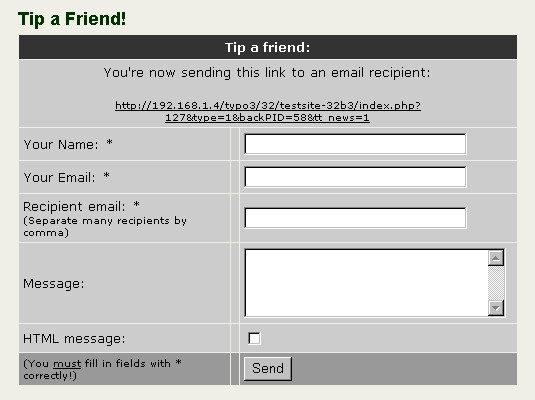 Tip a Friend!
Tip a friend:
You're now sending this link to an email recipient:
http://192.168.1.4/typo3/32/testsite-32b3/index.php?
127&type=1&backPID=58&tt_news=1
Your Name: *
Your Email: *
Recipient email: *
(Separate many recipients by
comma)
Message:
HTML message:
(You must fill in fields with *
correctly!)
Send